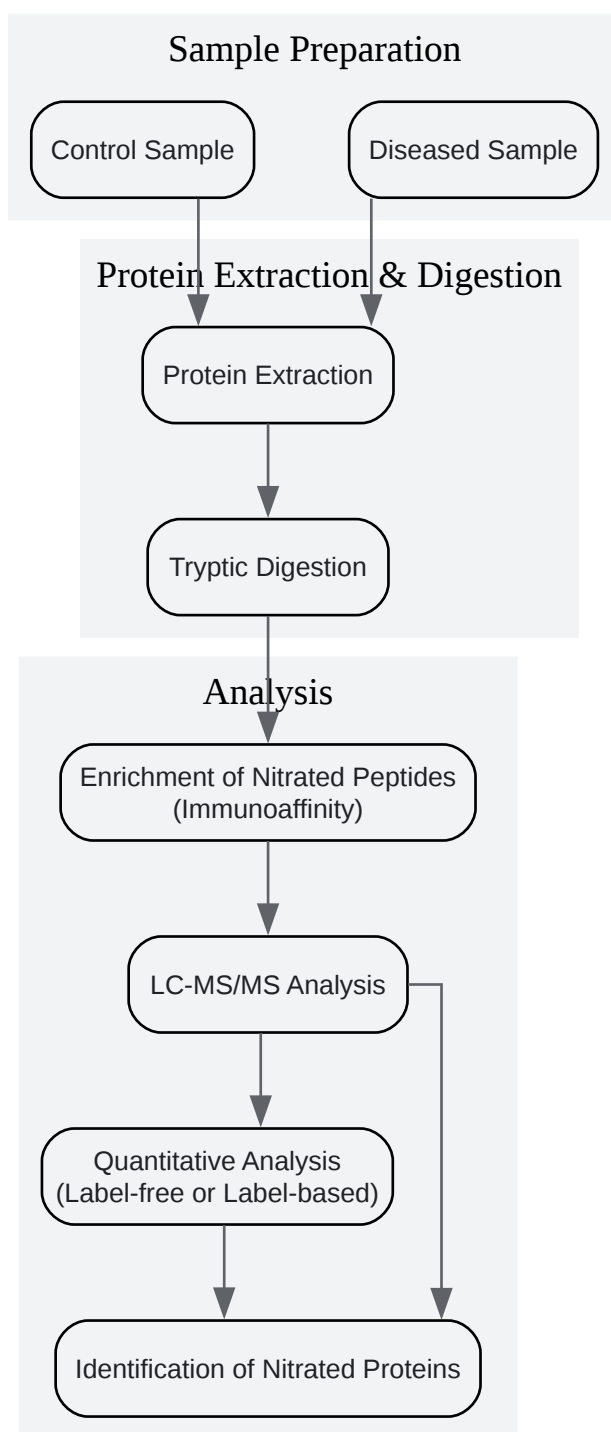 Sample Preparation
Control Sample
Diseased Sample
Protein Extraction & Digestion
Protein Extraction
Tryptic Digestion
Analysis
Enrichment of Nitrated Peptides
(Immunoaffinity)
LC-MS/MS Analysis
Quantitative Analysis
(Label-free or Label-based)
Identification of Nitrated Proteins